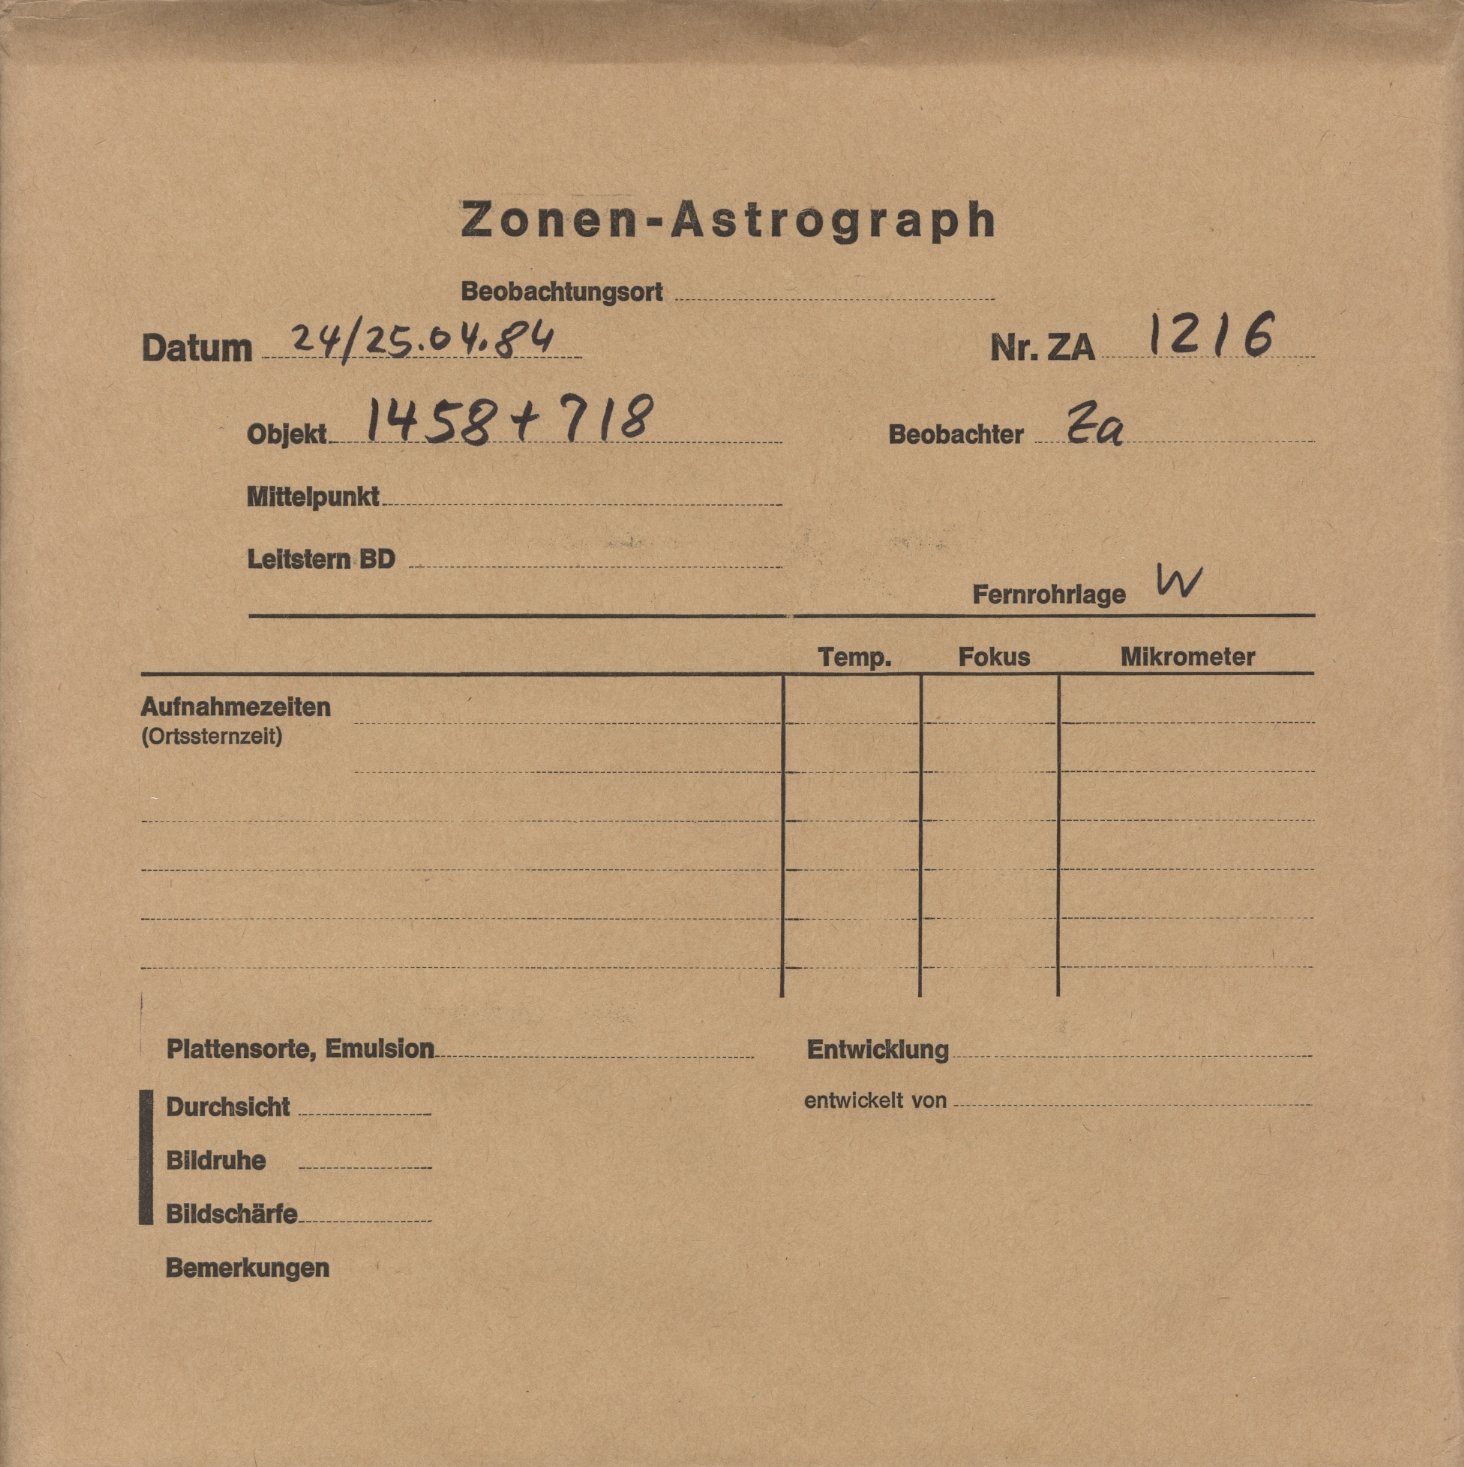 Zonen-Astrograph
Beobachtungsort
Datum 24/25.04.84 Nr. ZA 1216
Objekt 1458+718 Beobachter Za
Mittelpunkt
Leitstern BD
Fernrohrlage W
Temp. Fokus Mikrometer
Aufnahmezeiten
(Ortssternzeit)
Plattensorte, Emulsion Entwicklung
Durchsicht entwickelt von
Bildruhe
Bildschärfe
Bemerkungen